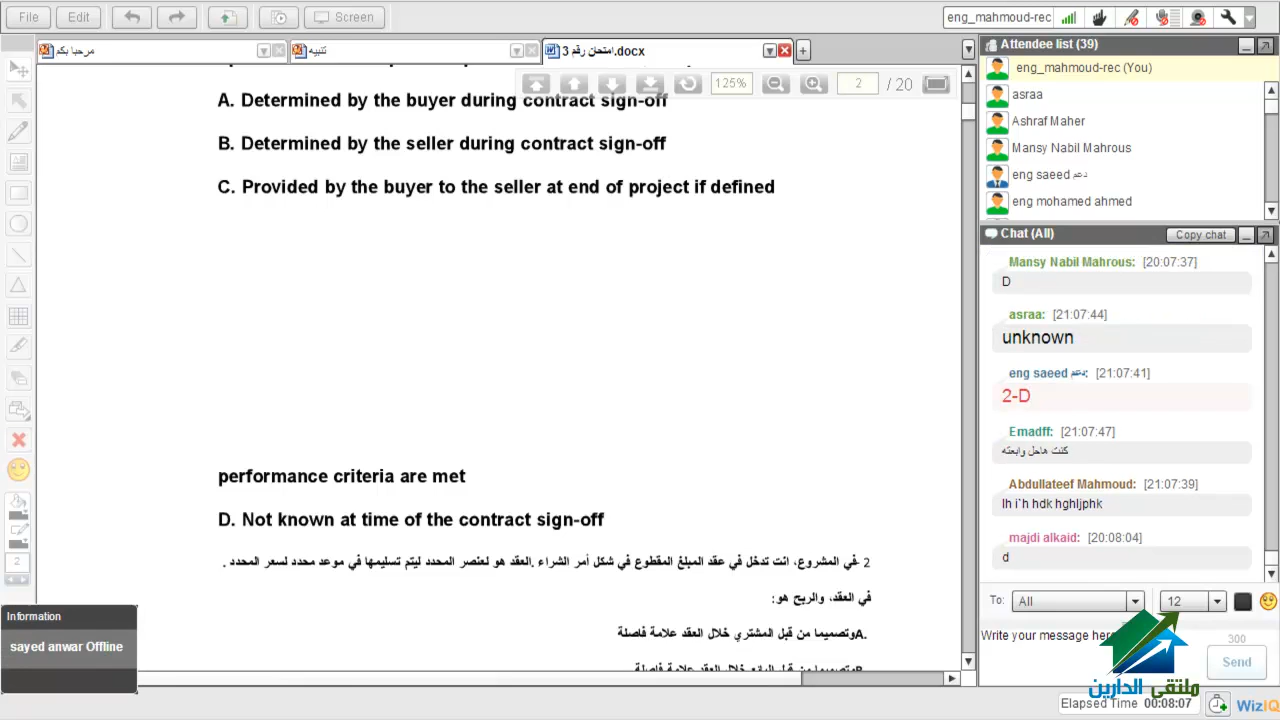 File
Edit
Screen
eng_mahmoud-rec
مرحبا بكم
تنبيه
امتحان رقم 3.docx
125%
2
/ 20
A. Determined by the buyer during contract sign-off
B. Determined by the seller during contract sign-off
C. Provided by the buyer to the seller at end of project if defined
performance criteria are met
D. Not known at time of the contract sign-off
2 -في المشروع، انت تدخل في عقد المبلغ المقطوع في شكل أمر الشراء .العقد هو لعنصر المحدد ليتم تسليمها في موعد محدد لسعر المحدد .
في العقد، والربح هو:
.Aوتصميما من قبل المشتري خلال العقد علامة فاصلة
2
Information
sayed anwar Offline
Attendee list (39)
eng_mahmoud-rec (You)
asraa
Ashraf Maher
Mansy Nabil Mahrous
eng saeed دعم
eng mohamed ahmed
Chat (All)
Copy chat
Mansy Nabil Mahrous: [20:07:37]
D
asraa: [21:07:44]
unknown
eng saeed دعم: [21:07:41]
2-D
Emadff: [21:07:47]
كنت هاحل وابعته
Abdullateef Mahmoud: [21:07:39]
lh i`h hdk hghljphk
majdi alkaid: [20:08:04]
d
To:
All
12
Write your message here
300
Send
ملتقى الدارين
Elapsed Time 00:08:07
WizIQ